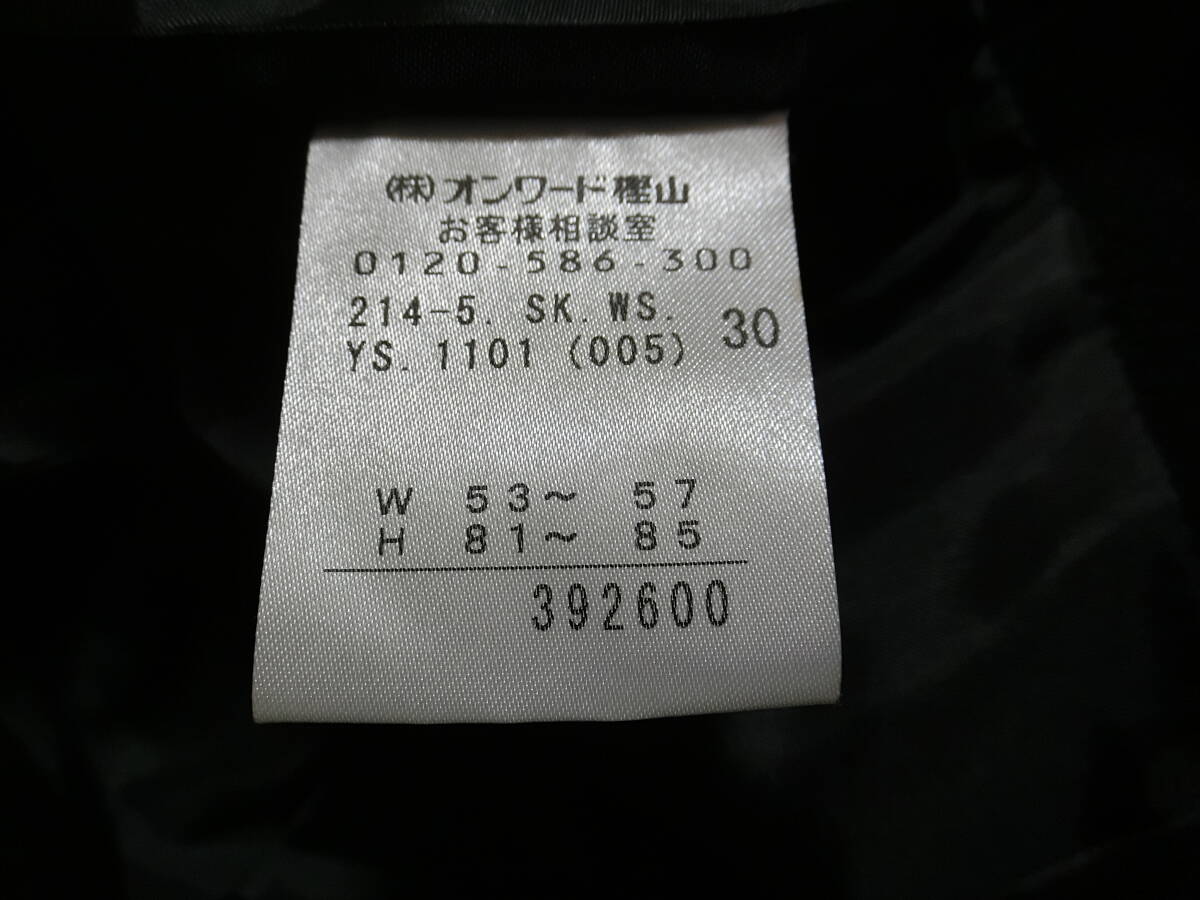 (株)オンワード樫山
お客様相談室
0120-586-300
214-5. SK. WS. 30
YS. 1101 (005)
W 53～ 57
H 81～ 85
392600